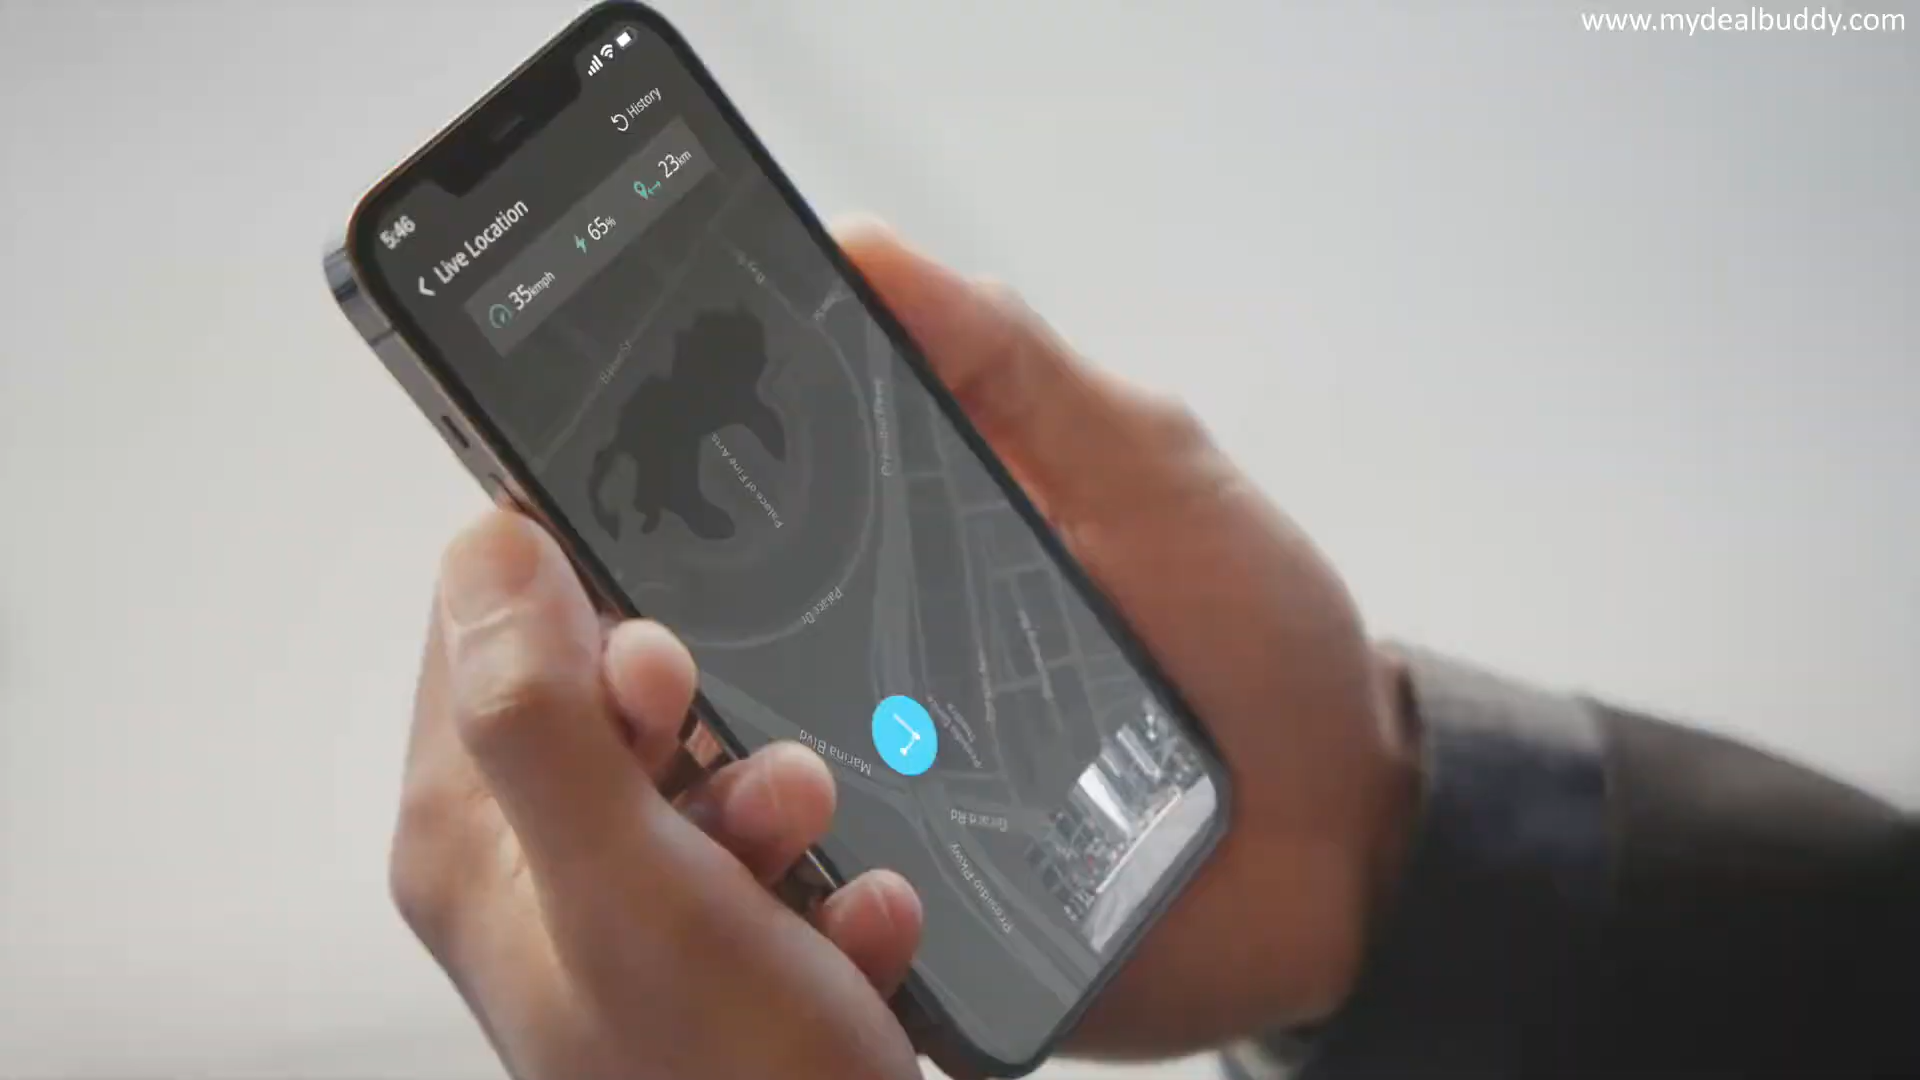 www.mydealbuddy.com
5:46
Live Location
History
35kmph
65%
23km
Palace of Fine Arts
Palace Dr
Marina Blvd
Girard Rd
Presidio Pkwy